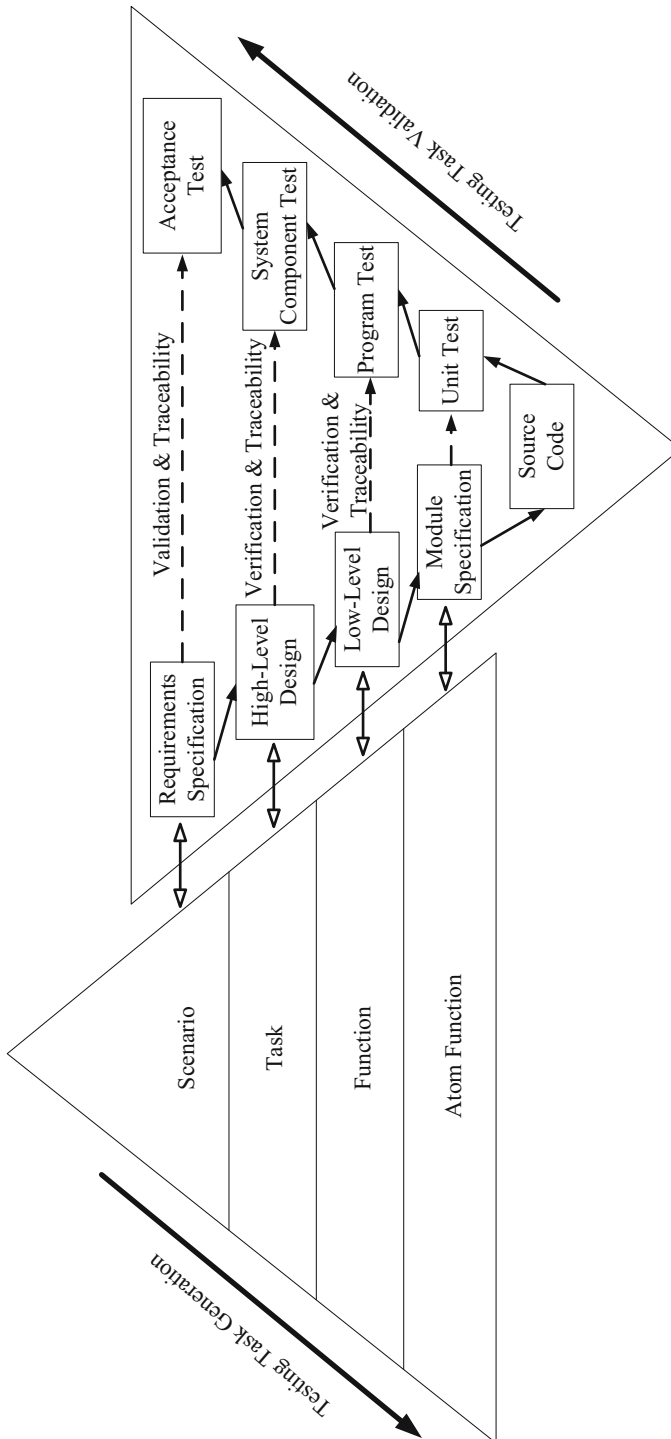 Testing Task Generation
Scenario
Task
Function
Atom Function
Requirements
Specification
Validation & Traceability
Acceptance
Test
High-Level
Design
Verification & Traceability
System
Component Test
Low-Level
Design
Verification &
Traceability
Program Test
Module
Specification
Unit Test
Source
Code
Testing Task Validation